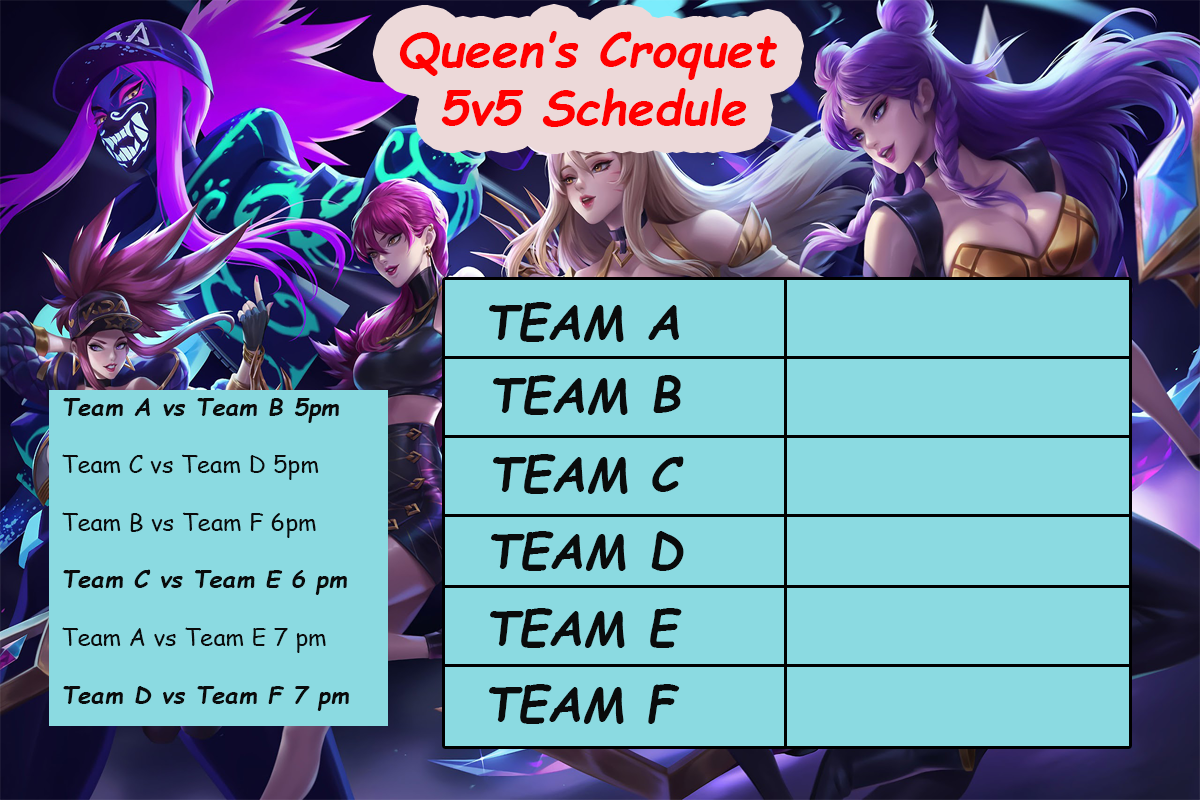 Queen's Croquet
5v5 Schedule
Team A vs Team B 5pm
Team C vs Team D 5pm
Team B vs Team F 6pm
Team C vs Team E 6 pm
Team A vs Team E 7 pm
Team D vs Team F 7 pm
TEAM A
TEAM B
TEAM C
TEAM D
TEAM E
TEAM F